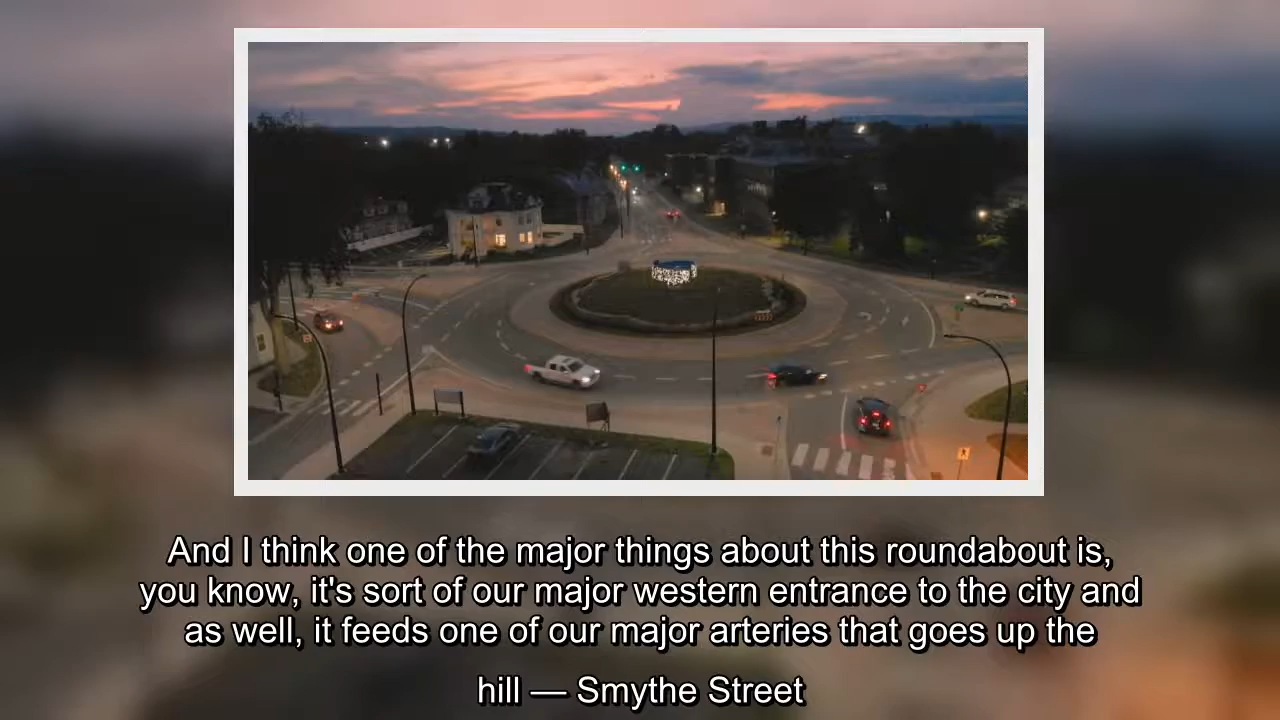 And I think one of the major things about this roundabout is,
you know, it's sort of our major western entrance to the city and
as well, it feeds one of our major arteries that goes up the
hill — Smythe Street